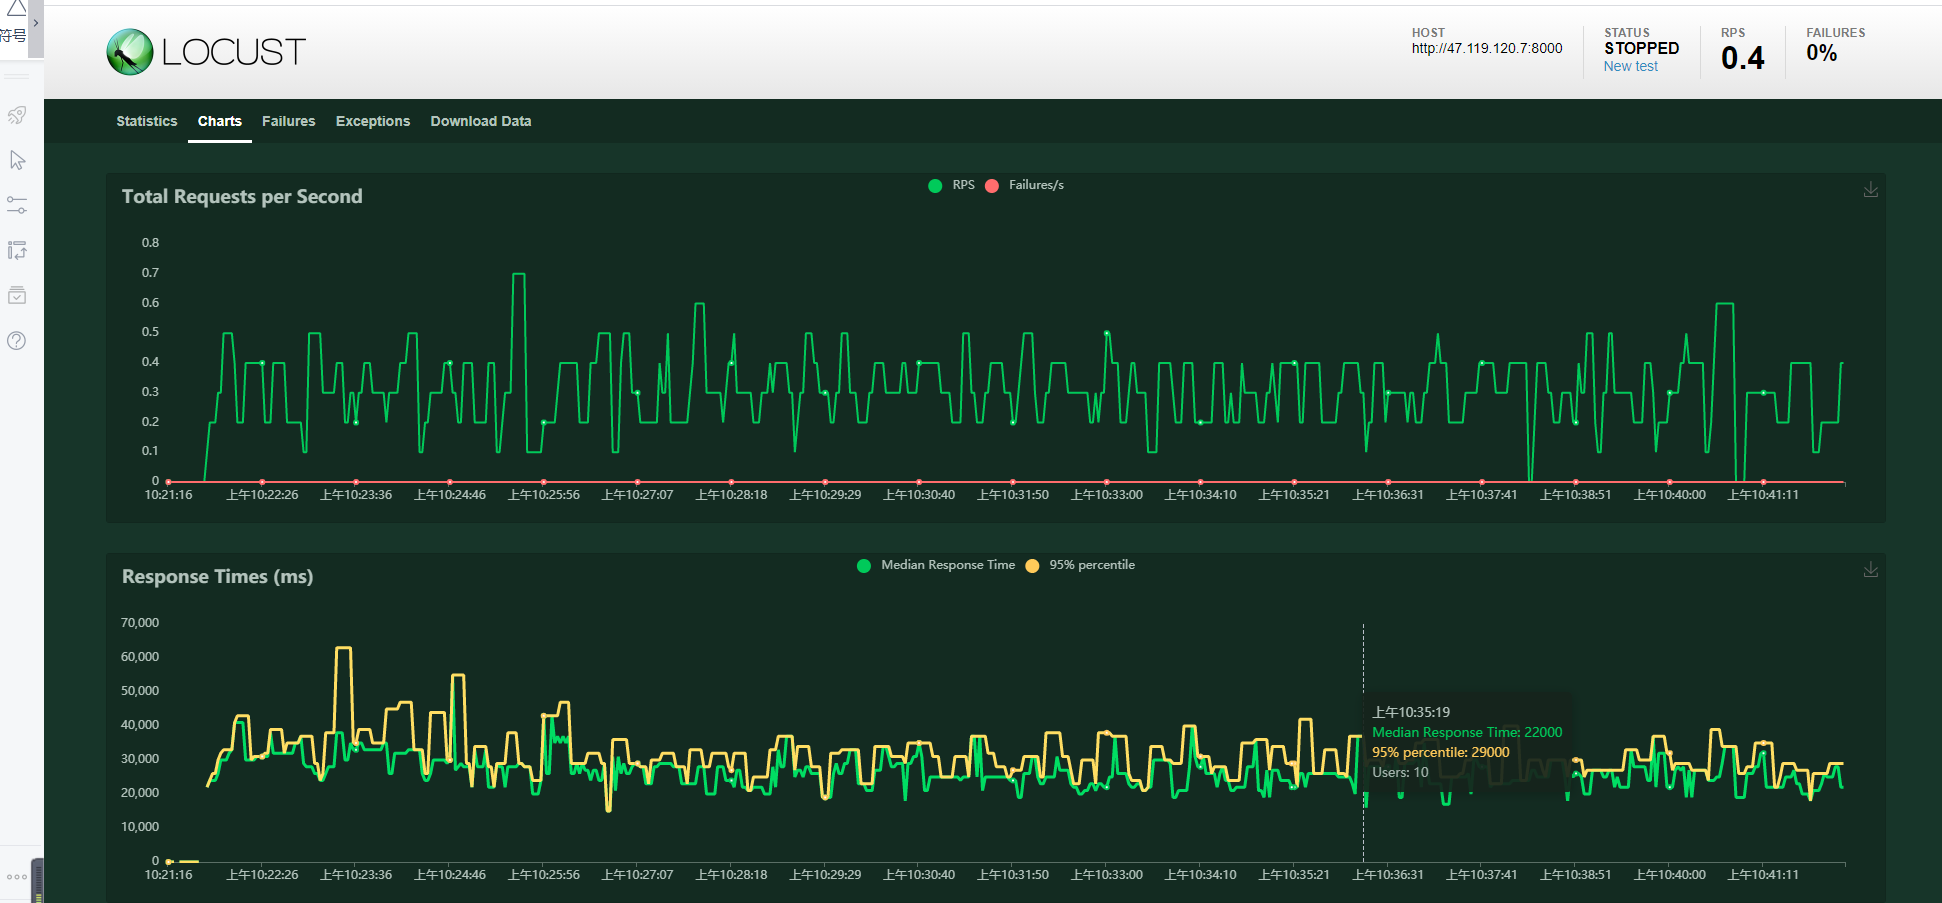 符号
LOCUST
HOST
http://47.119.120.7:8000
STATUS
STOPPED
New test
RPS
0.4
FAILURES
0%
Statistics
Charts
Failures
Exceptions
Download Data
Total Requests per Second
RPS
Failures/s
0.8
0.7
0.6
0.5
0.4
0.3
0.2
0.1
0
10:21:16
上午10:22:26
上午10:23:36
上午10:24:46
上午10:25:56
上午10:27:07
上午10:28:18
上午10:29:29
上午10:30:40
上午10:31:50
上午10:33:00
上午10:34:10
上午10:35:21
上午10:36:31
上午10:37:41
上午10:38:51
上午10:40:00
上午10:41:11
Response Times (ms)
Median Response Time
95% percentile
70,000
60,000
50,000
40,000
30,000
20,000
10,000
0
上午10:35:19
Median Response Time: 22000
95% percentile: 29000
Users: 10
10:21:16
上午10:22:26
上午10:23:36
上午10:24:46
上午10:25:56
上午10:27:07
上午10:28:18
上午10:29:29
上午10:30:40
上午10:31:50
上午10:33:00
上午10:34:10
上午10:35:21
上午10:36:31
上午10:37:41
上午10:38:51
上午10:40:00
上午10:41:11